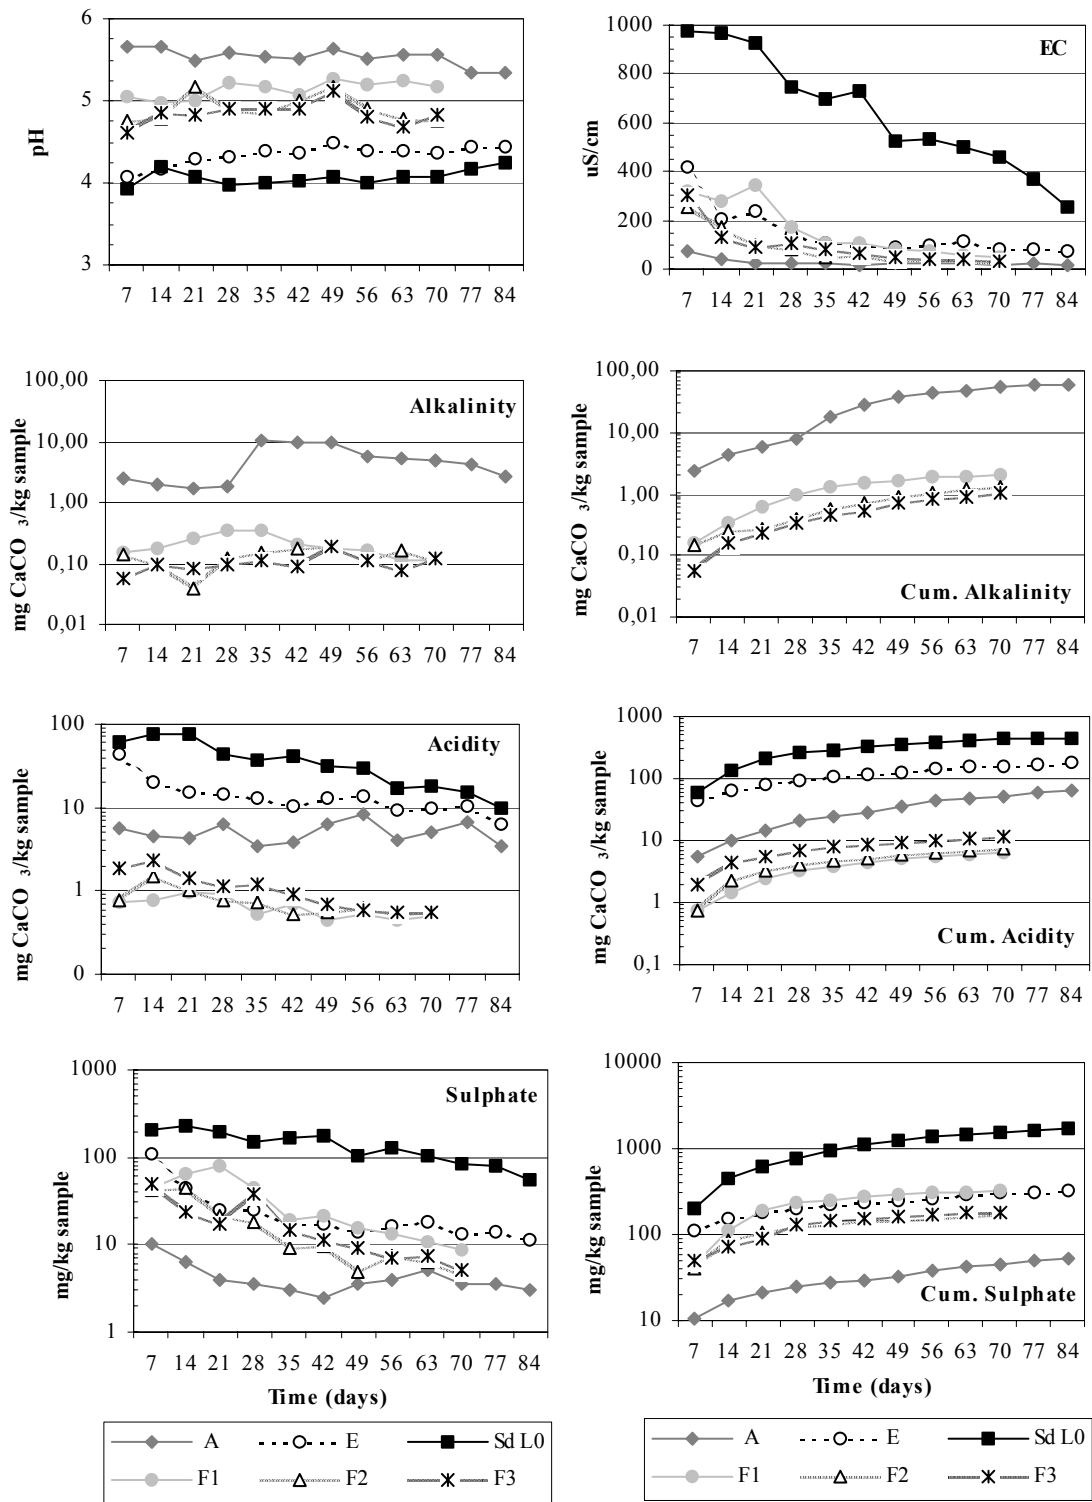 6
5
4
3
pH
7 14 21 28 35 42 49 56 63 70 77 84
1000
800
600
400
200
0
uS/cm
EC
7 14 21 28 35 42 49 56 63 70 77 84
100,00
10,00
1,00
0,10
0,01
mg CaCO 3/kg sample
Alkalinity
7 14 21 28 35 42 49 56 63 70 77 84
100,00
10,00
1,00
0,10
0,01
mg CaCO 3/kg sample
Cum. Alkalinity
7 14 21 28 35 42 49 56 63 70 77 84
100
10
1
0
mg CaCO 3/kg sample
Acidity
7 14 21 28 35 42 49 56 63 70 77 84
1000
100
10
1
0,1
mg CaCO 3/kg sample
Cum. Acidity
7 14 21 28 35 42 49 56 63 70 77 84
1000
100
10
1
mg/kg sample
Sulphate
7 14 21 28 35 42 49 56 63 70 77 84
Time (days)
10000
1000
100
10
mg/kg sample
Cum. Sulphate
7 14 21 28 35 42 49 56 63 70 77 84
Time (days)
A E Sd L0
F1 F2 F3
A E Sd L0
F1 F2 F3